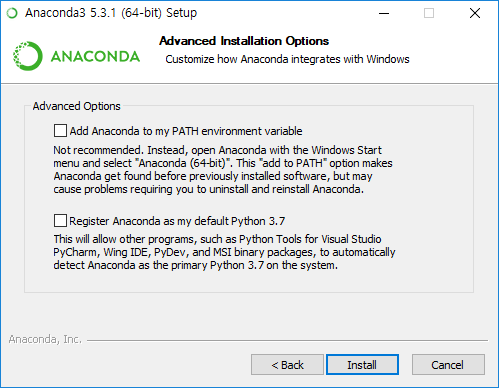 Anaconda3 5.3.1 (64-bit) Setup
Advanced Installation Options
Customize how Anaconda integrates with Windows
ANACONDA
Advanced Options
Add Anaconda to my PATH environment variable
Not recommended. Instead, open Anaconda with the Windows Start
menu and select "Anaconda (64-bit)". This "add to PATH" option makes
Anaconda get found before previously installed software, but may
cause problems requiring you to uninstall and reinstall Anaconda.
Register Anaconda as my default Python 3.7
This will allow other programs, such as Python Tools for Visual Studio
PyCharm, Wing IDE, PyDev, and MSI binary packages, to automatically
detect Anaconda as the primary Python 3.7 on the system.
Anaconda, Inc.
< Back
Install
Cancel